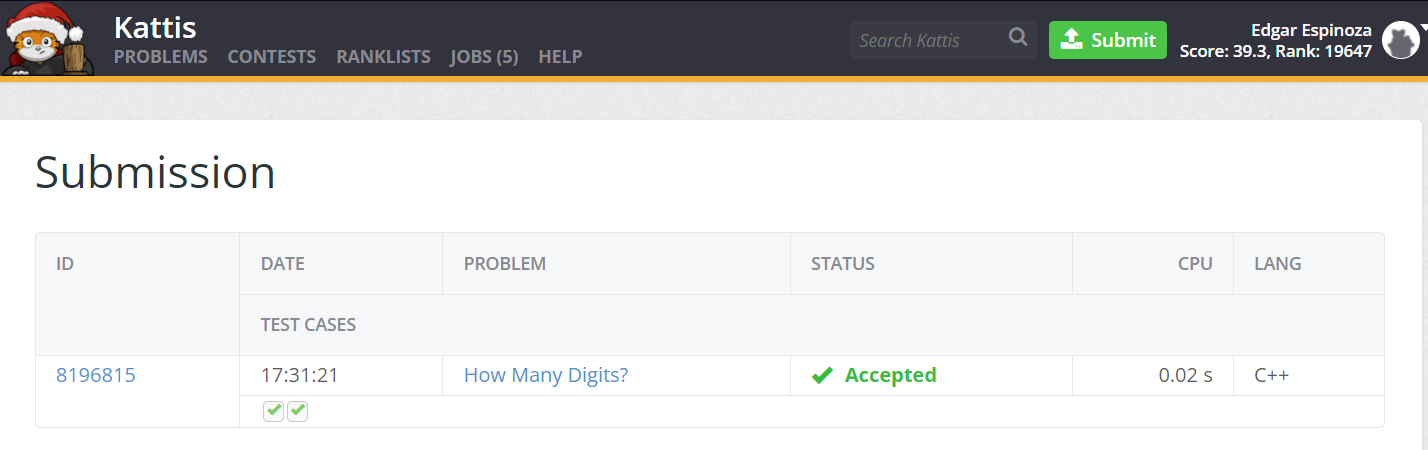 Kattis
PROBLEMS CONTESTS RANKLISTS JOBS (5) HELP
Search Kattis
Submit
Edgar Espinoza
Score: 39.3, Rank: 19647
Submission
ID DATE PROBLEM STATUS CPU LANG
TEST CASES
8196815 17:31:21 How Many Digits? Accepted 0.02 s C++